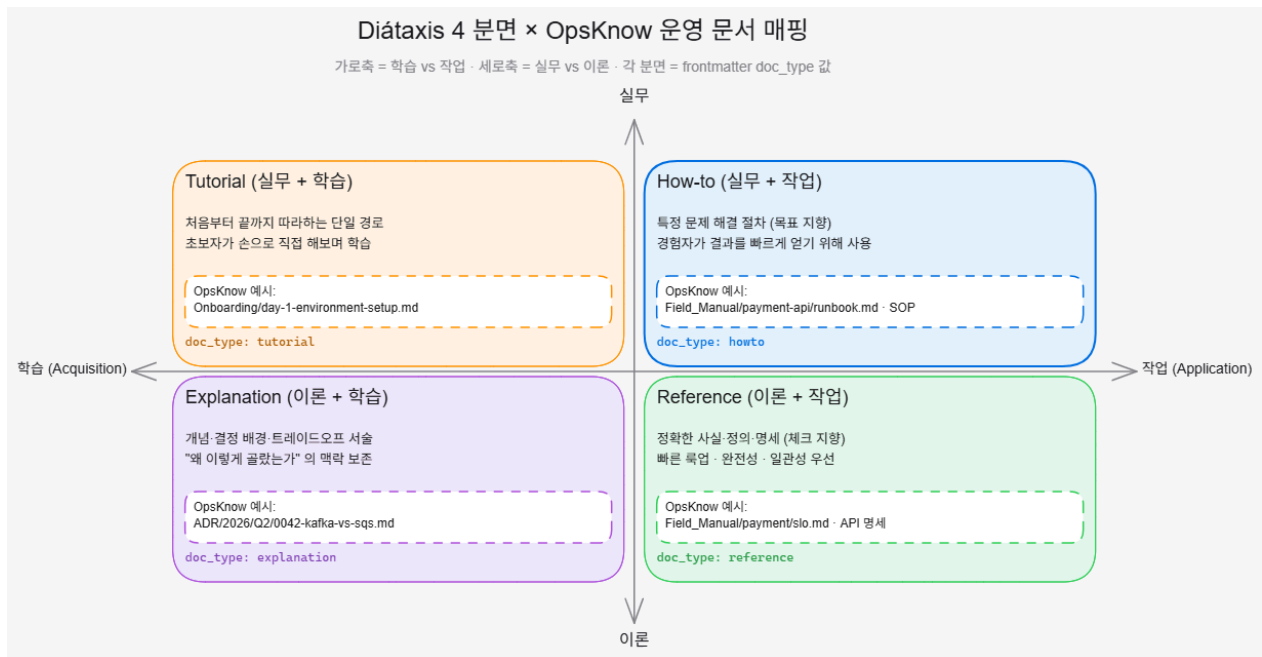 Diátaxis 4 분면 × OpsKnow 운영 문서 매핑
가로축 = 학습 vs 작업 · 세로축 = 실무 vs 이론 · 각 분면 = frontmatter doc_type 값
실무
Tutorial (실무 + 학습)
처음부터 끝까지 따라하는 단일 경로
초보자가 손으로 직접 해보며 학습
OpsKnow 예시:
Onboarding/day-1-environment-setup.md
doc_type: tutorial
How-to (실무 + 작업)
특정 문제 해결 절차 (목표 지향)
경험자가 결과를 빠르게 얻기 위해 사용
OpsKnow 예시:
Field_Manual/payment-api/runbook.md · SOP
doc_type: howto
학습 (Acquisition)
작업 (Application)
Explanation (이론 + 학습)
개념·결정 배경·트레이드오프 서술
"왜 이렇게 골랐는가" 의 맥락 보존
OpsKnow 예시:
ADR/2026/Q2/0042-kafka-vs-sqs.md
doc_type: explanation
Reference (이론 + 작업)
정확한 사실·정의·명세 (체크 지향)
빠른 룩업 · 완전성 · 일관성 우선
OpsKnow 예시:
Field_Manual/payment/slo.md · API 명세
doc_type: reference
이론